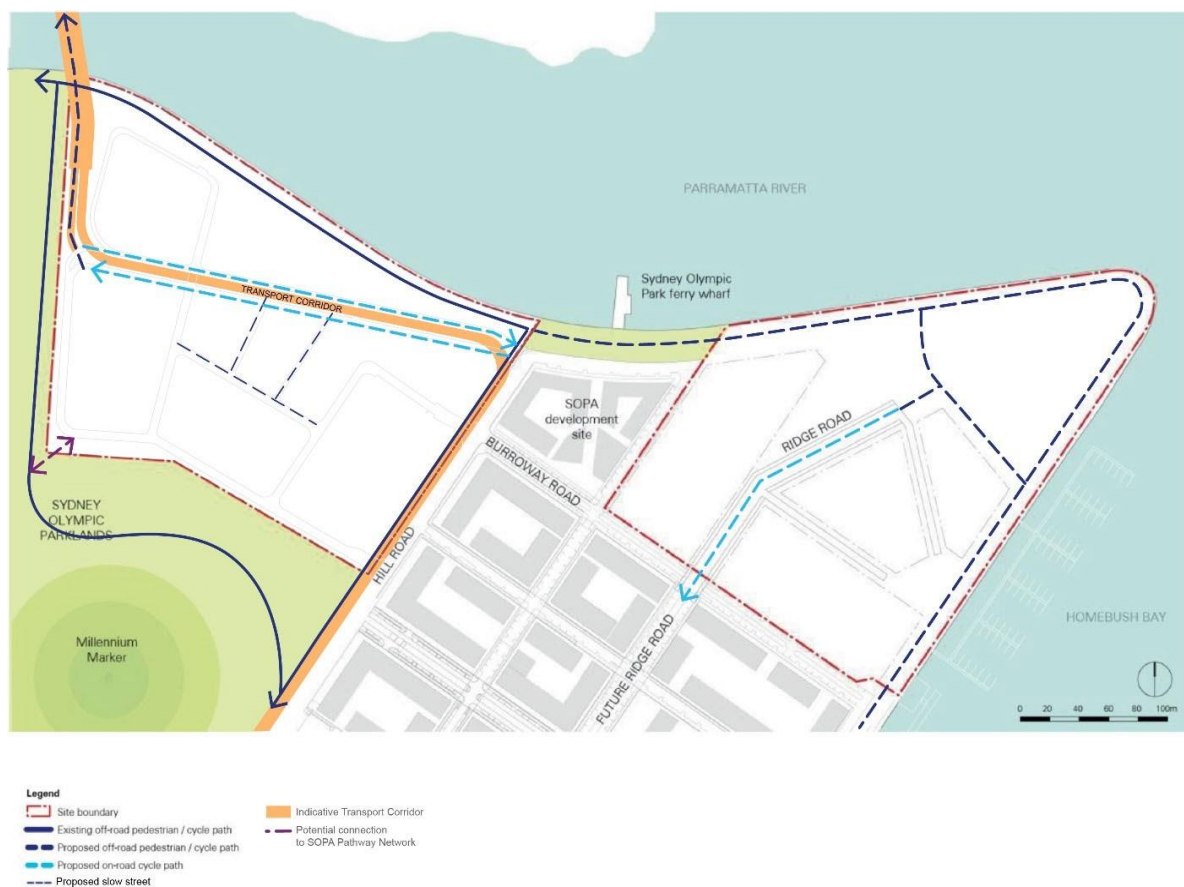 PARRAMATTA RIVER
Sydney Olympic
Park ferry wharf
TRANSPORT CORRIDOR
SOPA
development
site
RIDGE ROAD
BURROWAY ROAD
SYDNEY
OLYMPIC
PARKLANDS
HILL ROAD
HOMEBUSH BAY
Millennium
Marker
FUTURE RIDGE ROAD
0 20 40 60 80 100m
Legend
Site boundary
Existing off-road pedestrian / cycle path
Proposed off-road pedestrian / cycle path
Proposed on-road cycle path
Proposed slow street
Indicative Transport Corridor
Potential connection
to SOPA Pathway Network